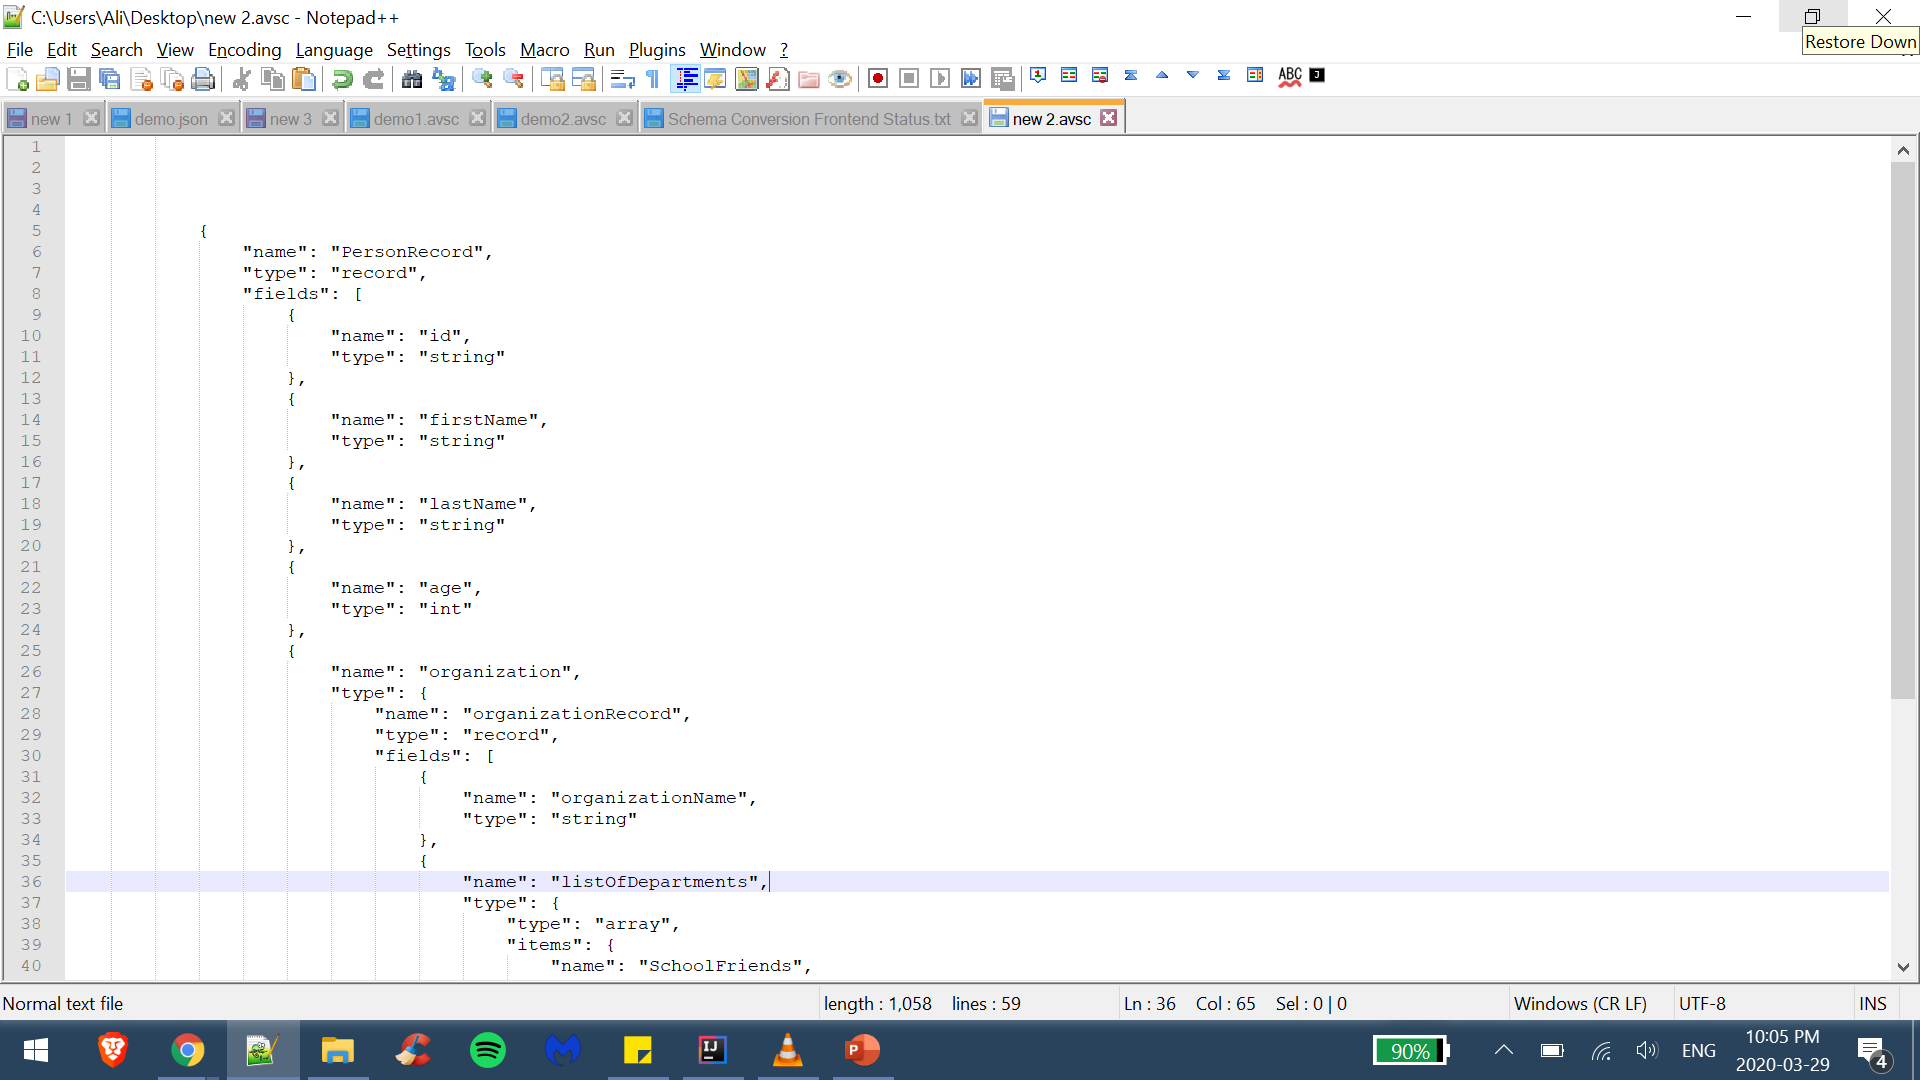 C:\Users\Ali\Desktop\new 2.avsc - Notepad++
Restore Down
File Edit Search View Encoding Language Settings Tools Macro Run Plugins Window ?
ABC
new 1 demo.json new 3 demo1.avsc demo2.avsc Schema Conversion Frontend Status.txt new 2.avsc
1
2
3
4
5 {
6 "name": "PersonRecord",
7 "type": "record",
8 "fields": [
9 {
10 "name": "id",
11 "type": "string"
12 },
13 {
14 "name": "firstName",
15 "type": "string"
16 },
17 {
18 "name": "lastName",
19 "type": "string"
20 },
21 {
22 "name": "age",
23 "type": "int"
24 },
25 {
26 "name": "organization",
27 "type": {
28 "name": "organizationRecord",
29 "type": "record",
30 "fields": [
31 {
32 "name": "organizationName",
33 "type": "string"
34 },
35 {
36 "name": "listOfDepartments",
37 "type": {
38 "type": "array",
39 "items": {
40 "name": "SchoolFriends",
Normal text file length : 1,058 lines : 59 Ln : 36 Col : 65 Sel : 0 | 0 Windows (CR LF) UTF-8 INS
IJ P 90% ENG 10:05 PM
2020-03-29 4